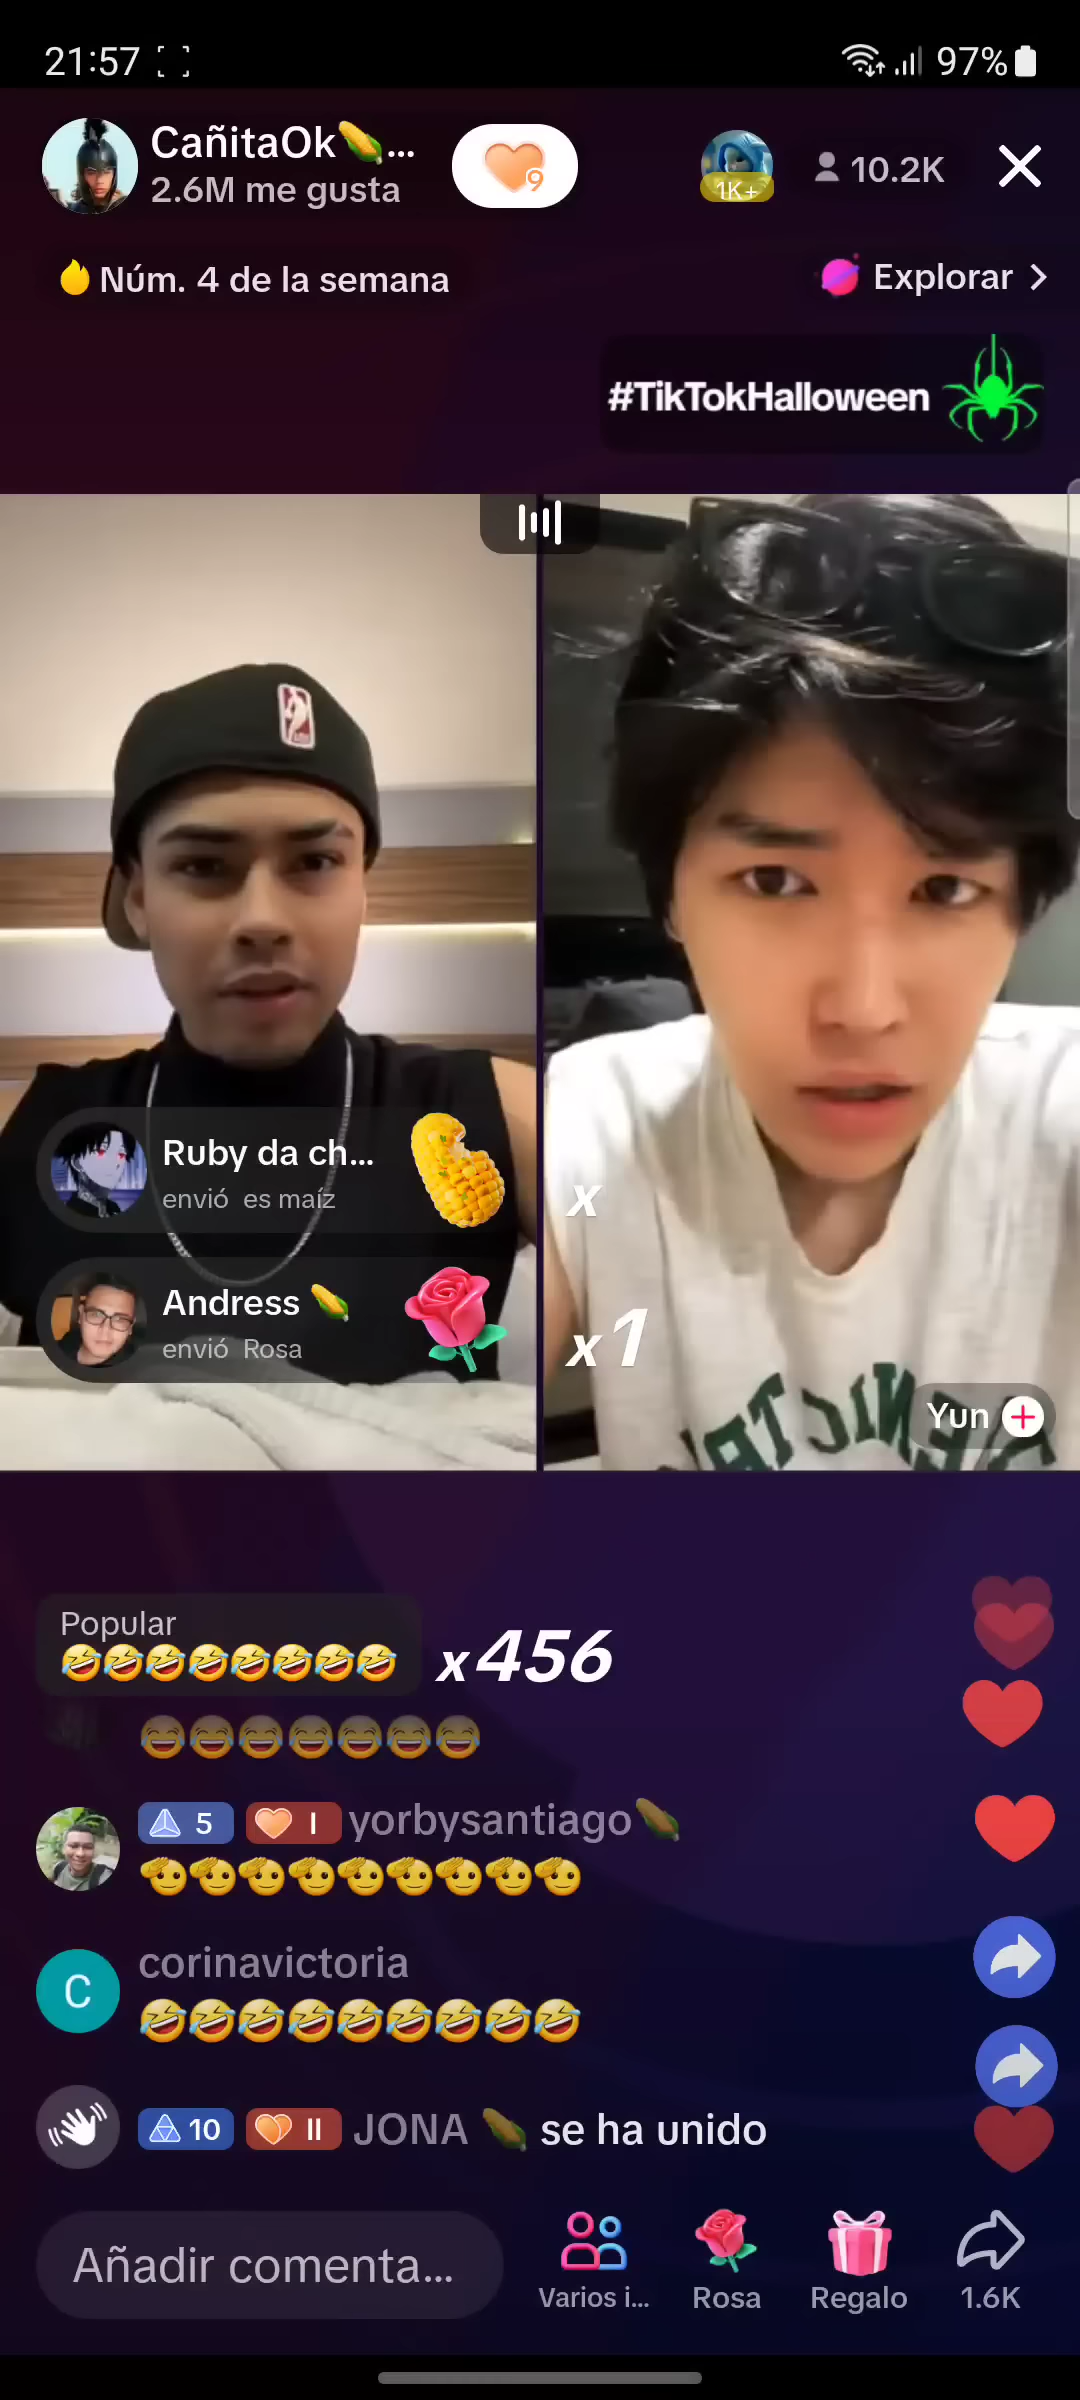 21:57
97%
CañitaOk🌽...
2.6M me gusta
9
1K+
10.2K
Núm. 4 de la semana
Explorar
#TikTokHalloween
Ruby da ch...
envió es maíz
x
Andress 🌽
envió Rosa
x1
Yun
Popular
🤣🤣🤣🤣🤣🤣🤣🤣
x456
😂😂😂😂😂😂😂
5 I yorbysantiago🌽
🫡🫡🫡🫡🫡🫡🫡🫡🫡
C
corinavictoria
🤣🤣🤣🤣🤣🤣🤣🤣🤣
10 II JONA 🌽 se ha unido
Añadir comenta...
Varios i...
Rosa
Regalo
1.6K